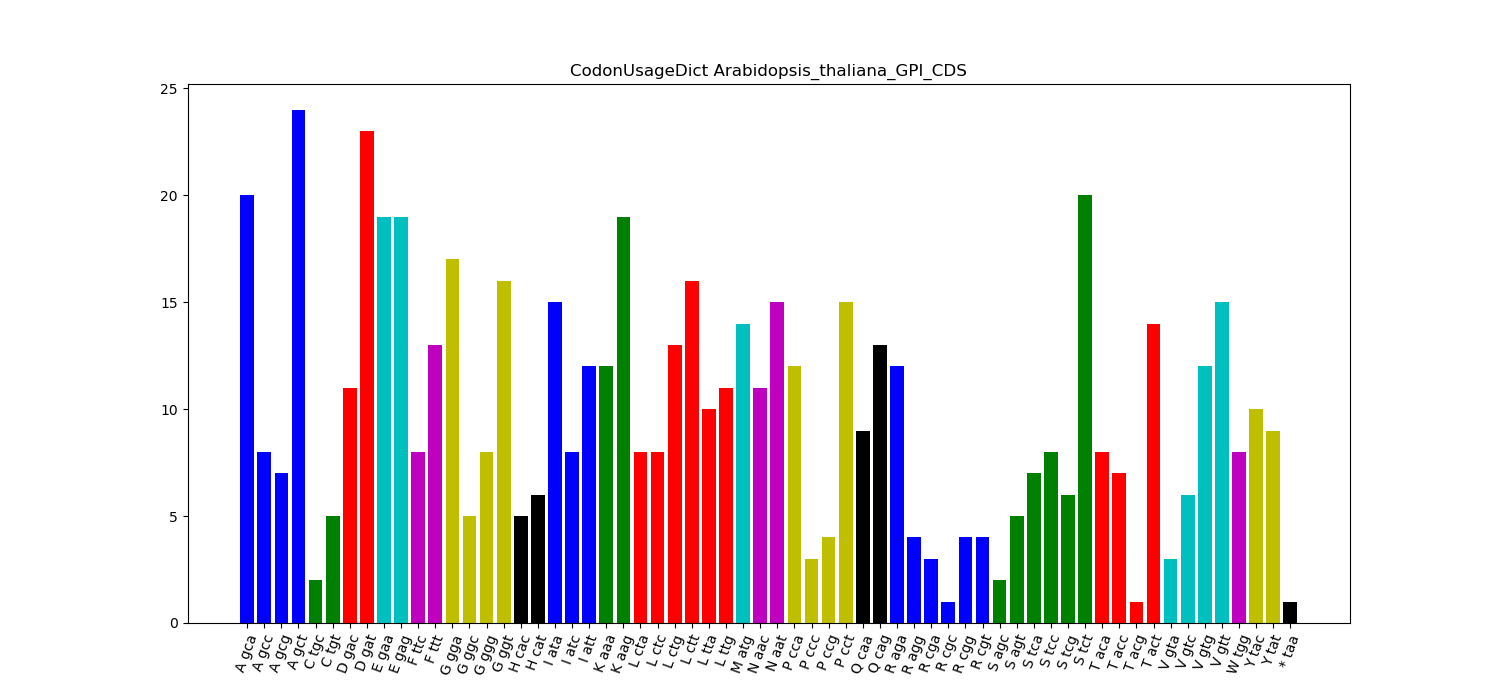 CodonUsageDict Arabidopsis_thaliana_GPI_CDS
25
20
15
10
5
0
A gca
A gcc
A gcg
A gct
C tgc
C tgt
D gac
D gat
E gaa
E gag
F ttc
F ttt
G gga
G ggc
G ggg
G ggt
H cac
H cat
I ata
I atc
I att
K aaa
K aag
L cta
L ctc
L ctg
L ctt
L tta
L ttg
M atg
N aac
N aat
P cca
P ccc
P ccg
P cct
Q caa
Q cag
R aga
R agg
R cga
R cgc
R cgg
R cgt
S agc
S agt
S tca
S tcc
S tcg
S tct
T aca
T acc
T acg
T act
V gta
V gtc
V gtg
V gtt
W tgg
Y tac
Y tat
* taa